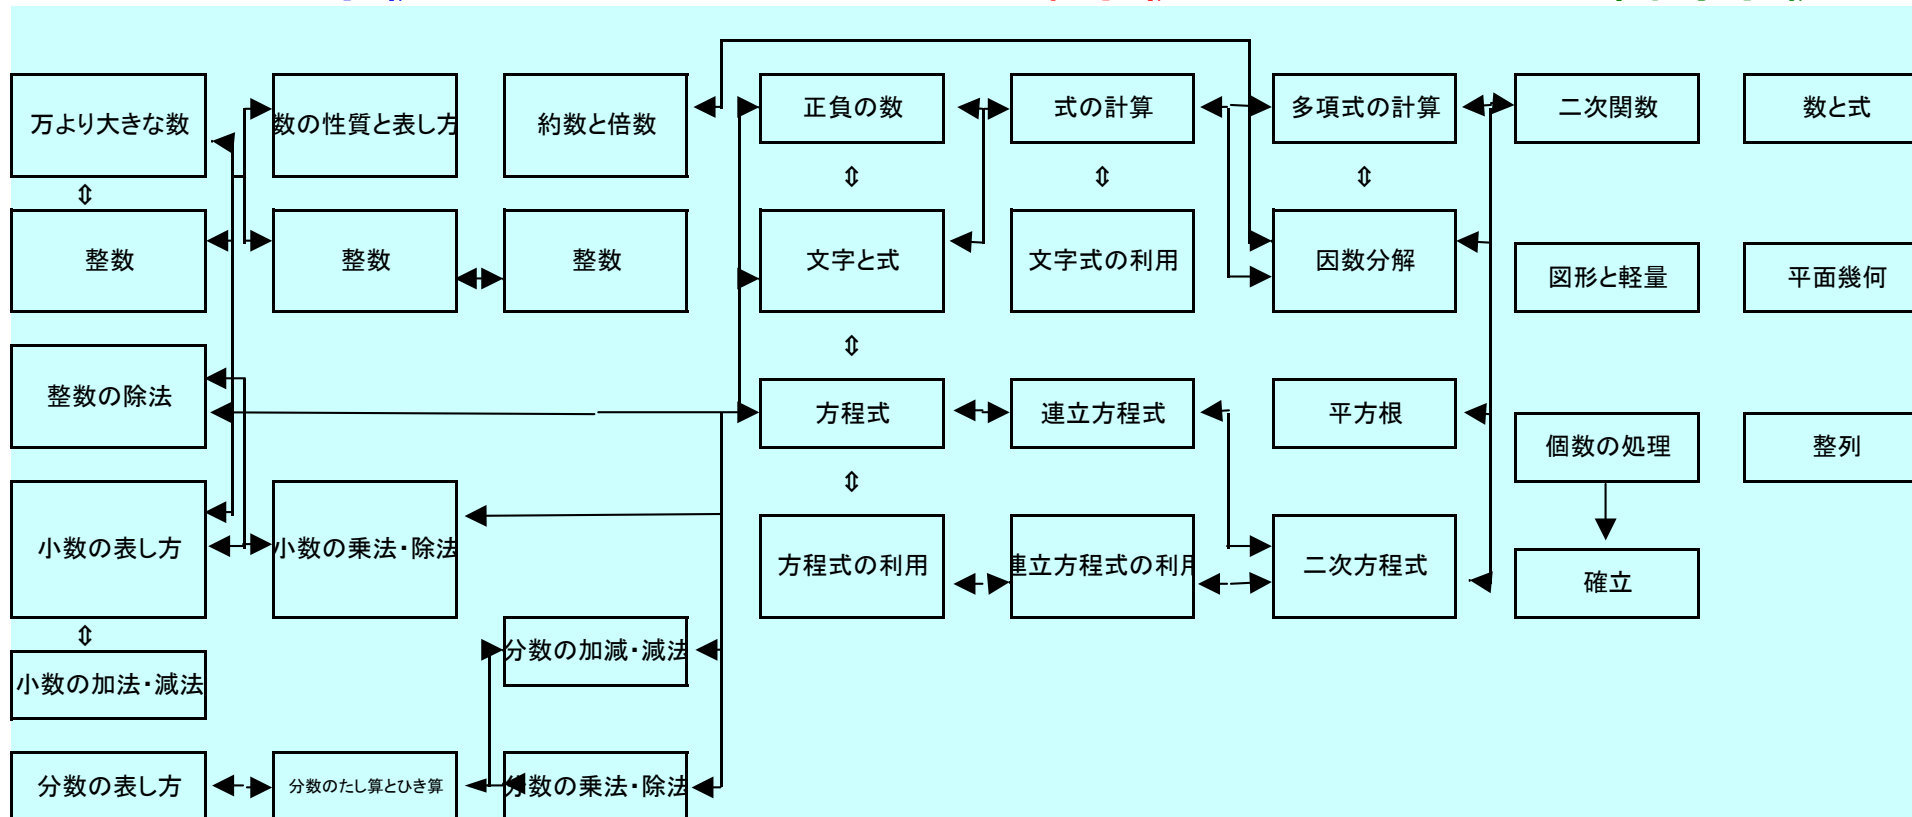 万より大きな数
数の性質と表し方
約数と倍数
正負の数
式の計算
多項式の計算
二次関数
数と式
⇕
⇕
⇕
⇕
整数
整数
整数
文字と式
文字式の利用
因数分解
図形と軽量
平面幾何
⇕
整数の除法
方程式
連立方程式
平方根
個数の処理
整列
⇕
小数の表し方
小数の乗法・除法
方程式の利用
連立方程式の利用
二次方程式
確立
⇕
分数の加減・減法
小数の加法・減法
分数の表し方
分数のたし算とひき算
分数の乗法・除法